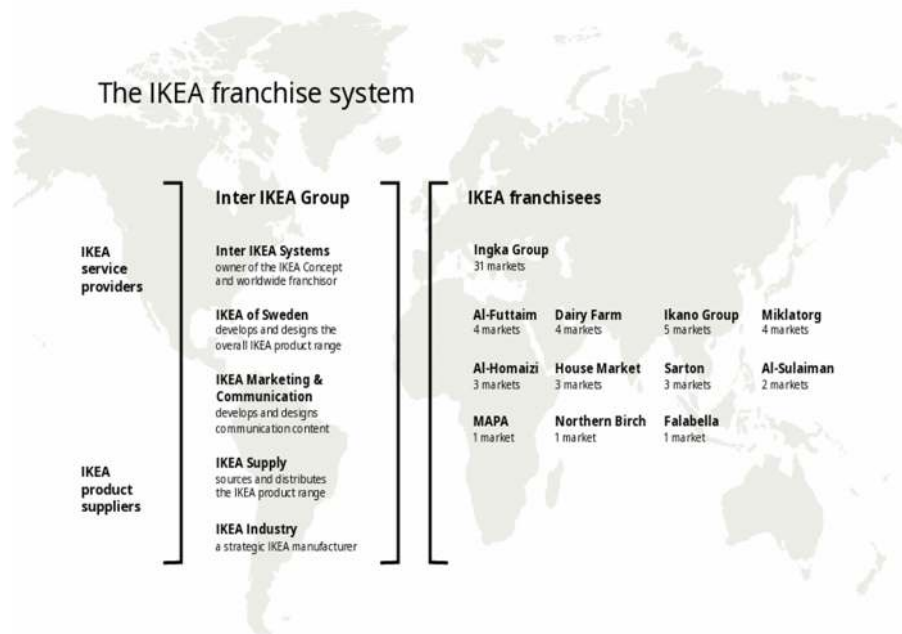 The IKEA franchise system
IKEA
service
providers
IKEA
product
suppliers
Inter IKEA Group
Inter IKEA Systems
owner of the IKEA Concept
and worldwide franchisor
IKEA of Sweden
develops and designs the
overall IKEA product range
IKEA Marketing &
Communication
develops and designs
communication content
IKEA Supply
sources and distributes
the IKEA product range
IKEA Industry
a strategic IKEA manufacturer
IKEA franchisees
Ingka Group
31 markets
Al-Futtaim Dairy Farm Ikano Group Miklatorg
4 markets 4 markets 5 markets 4 markets
Al-Homaizi House Market Sarton Al-Sulaiman
3 markets 3 markets 3 markets 2 markets
MAPA Northern Birch Falabella
1 market 1 market 1 market